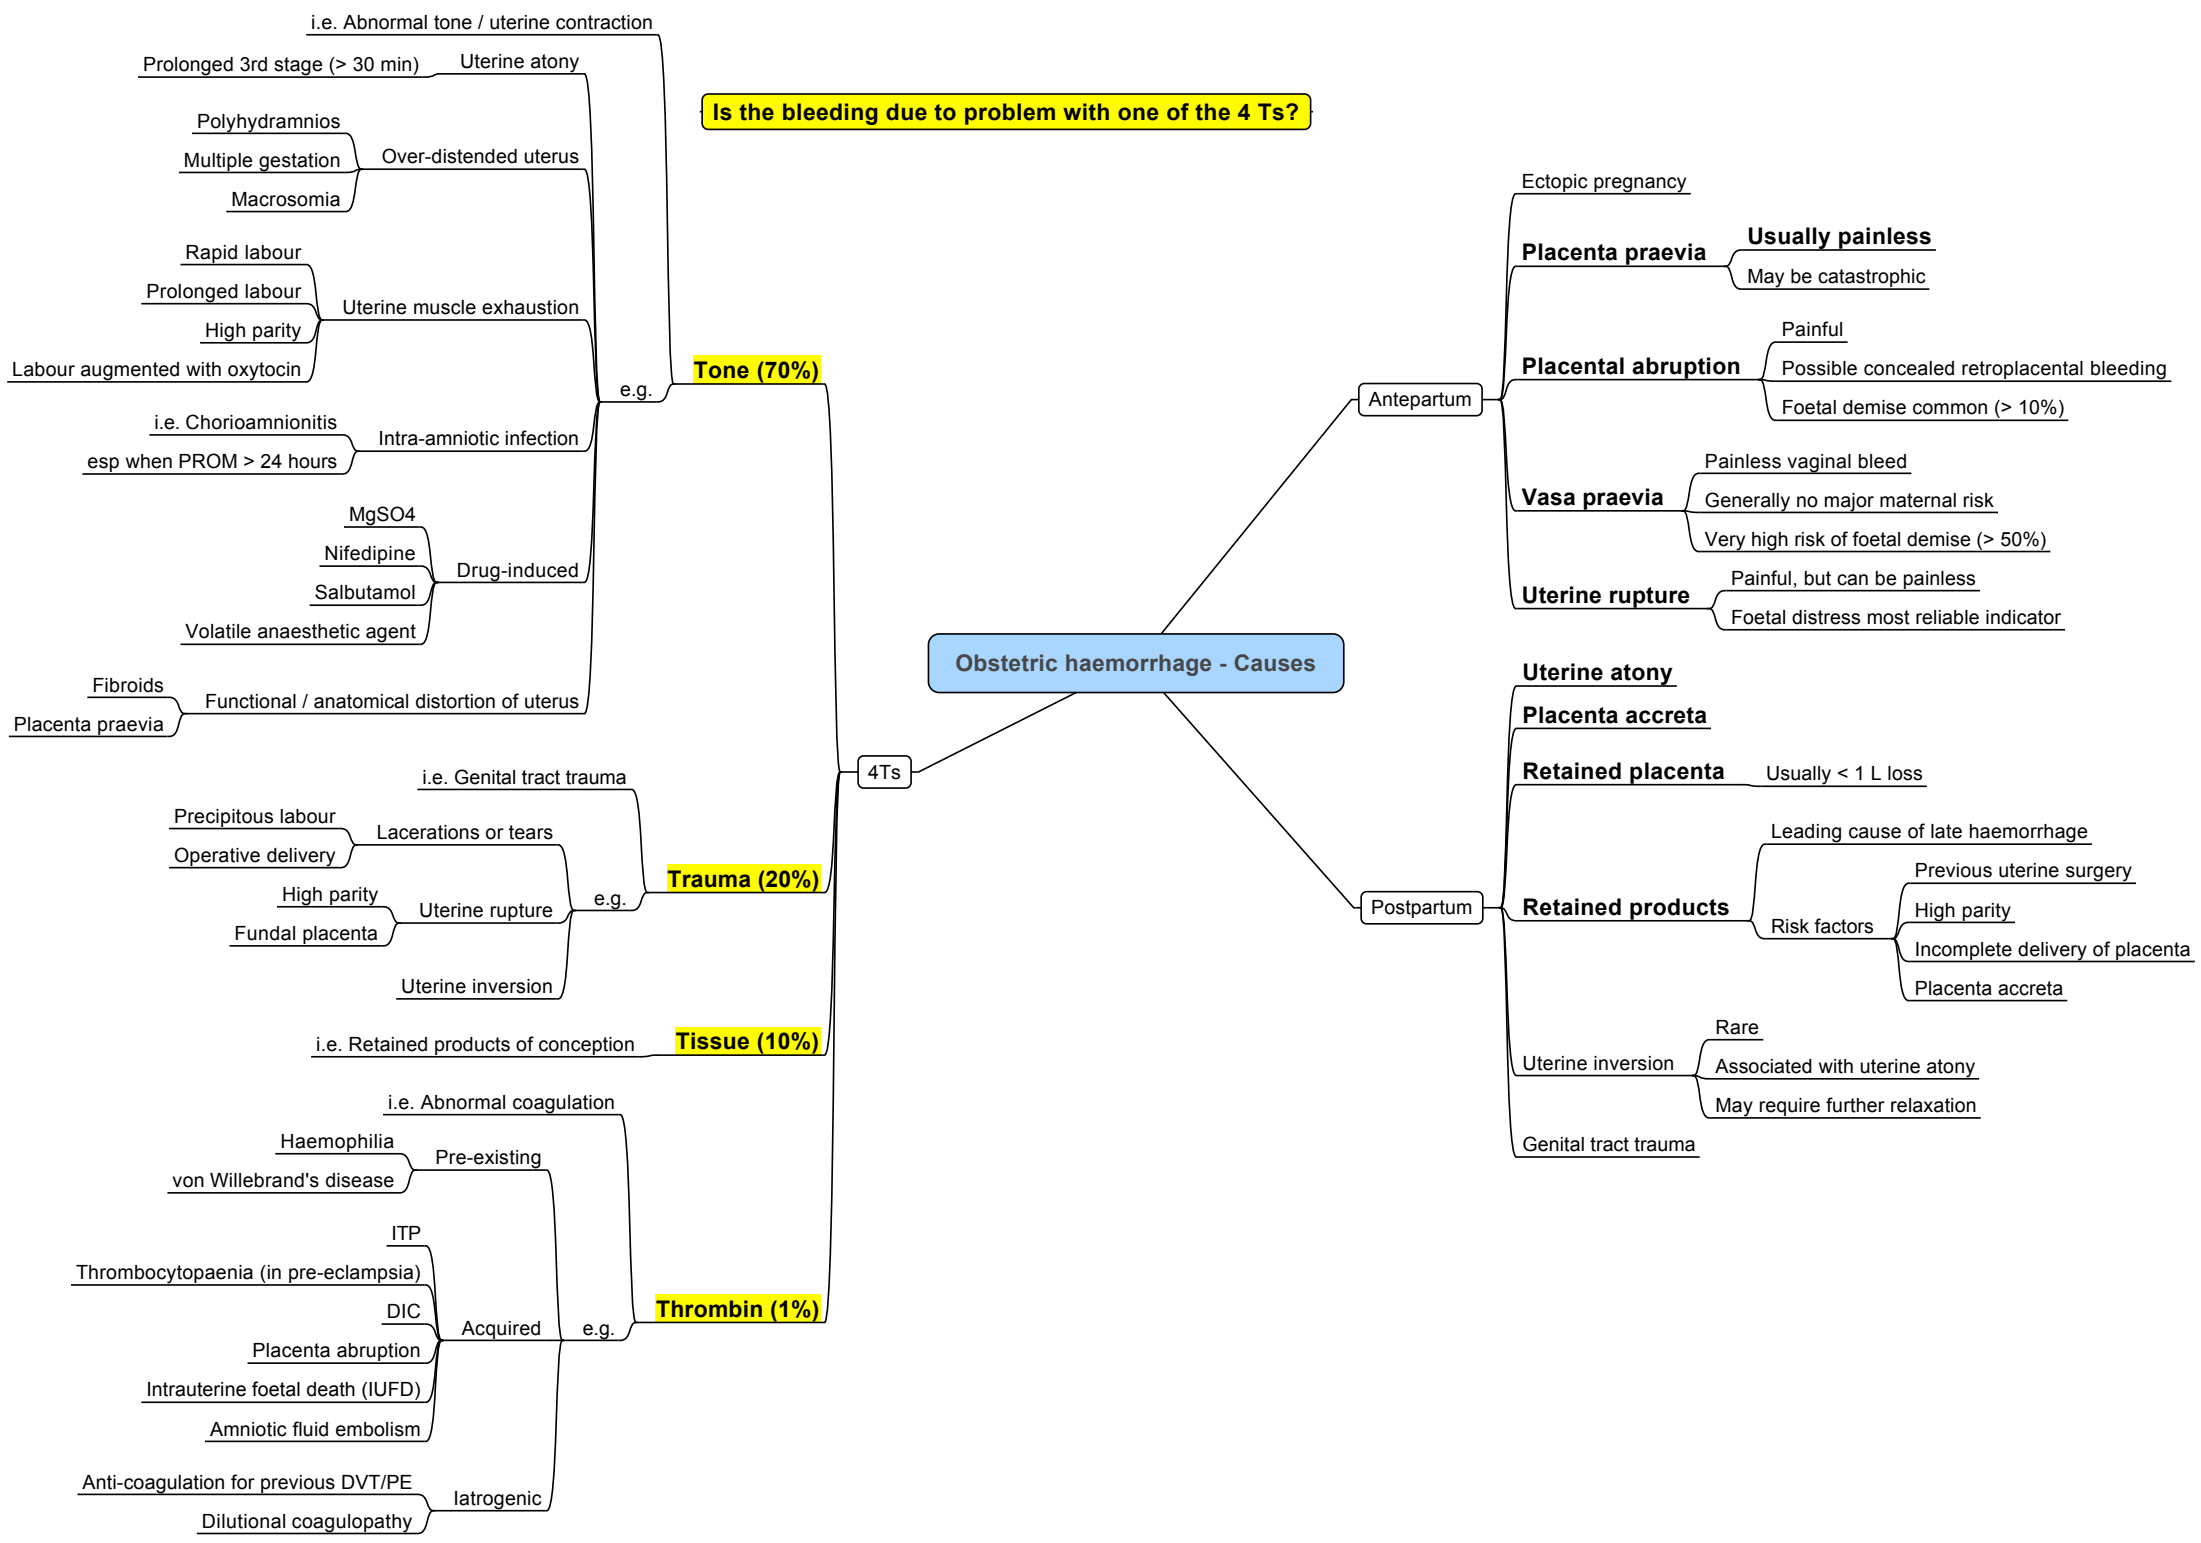 Is the bleeding due to problem with one of the 4 Ts?
Obstetric haemorrhage - Causes
4Ts
Tone (70%)
i.e. Abnormal tone / uterine contraction
e.g.
Uterine atony
Prolonged 3rd stage (> 30 min)
Over-distended uterus
Polyhydramnios
Multiple gestation
Macrosomia
Uterine muscle exhaustion
Rapid labour
Prolonged labour
High parity
Labour augmented with oxytocin
Intra-amniotic infection
i.e. Chorioamnionitis
esp when PROM > 24 hours
Drug-induced
MgSO4
Nifedipine
Salbutamol
Volatile anaesthetic agent
Functional / anatomical distortion of uterus
Fibroids
Placenta praevia
Trauma (20%)
i.e. Genital tract trauma
e.g.
Lacerations or tears
Precipitous labour
Operative delivery
Uterine rupture
High parity
Fundal placenta
Uterine inversion
Tissue (10%)
i.e. Retained products of conception
Thrombin (1%)
i.e. Abnormal coagulation
e.g.
Pre-existing
Haemophilia
von Willebrand's disease
Acquired
ITP
Thrombocytopaenia (in pre-eclampsia)
DIC
Placenta abruption
Intrauterine foetal death (IUFD)
Amniotic fluid embolism
Iatrogenic
Anti-coagulation for previous DVT/PE
Dilutional coagulopathy
Antepartum
Ectopic pregnancy
Placenta praevia
Usually painless
May be catastrophic
Placental abruption
Painful
Possible concealed retroplacental bleeding
Foetal demise common (> 10%)
Vasa praevia
Painless vaginal bleed
Generally no major maternal risk
Very high risk of foetal demise (> 50%)
Uterine rupture
Painful, but can be painless
Foetal distress most reliable indicator
Postpartum
Uterine atony
Placenta accreta
Retained placenta
Usually < 1 L loss
Retained products
Leading cause of late haemorrhage
Risk factors
Previous uterine surgery
High parity
Incomplete delivery of placenta
Placenta accreta
Uterine inversion
Rare
Associated with uterine atony
May require further relaxation
Genital tract trauma